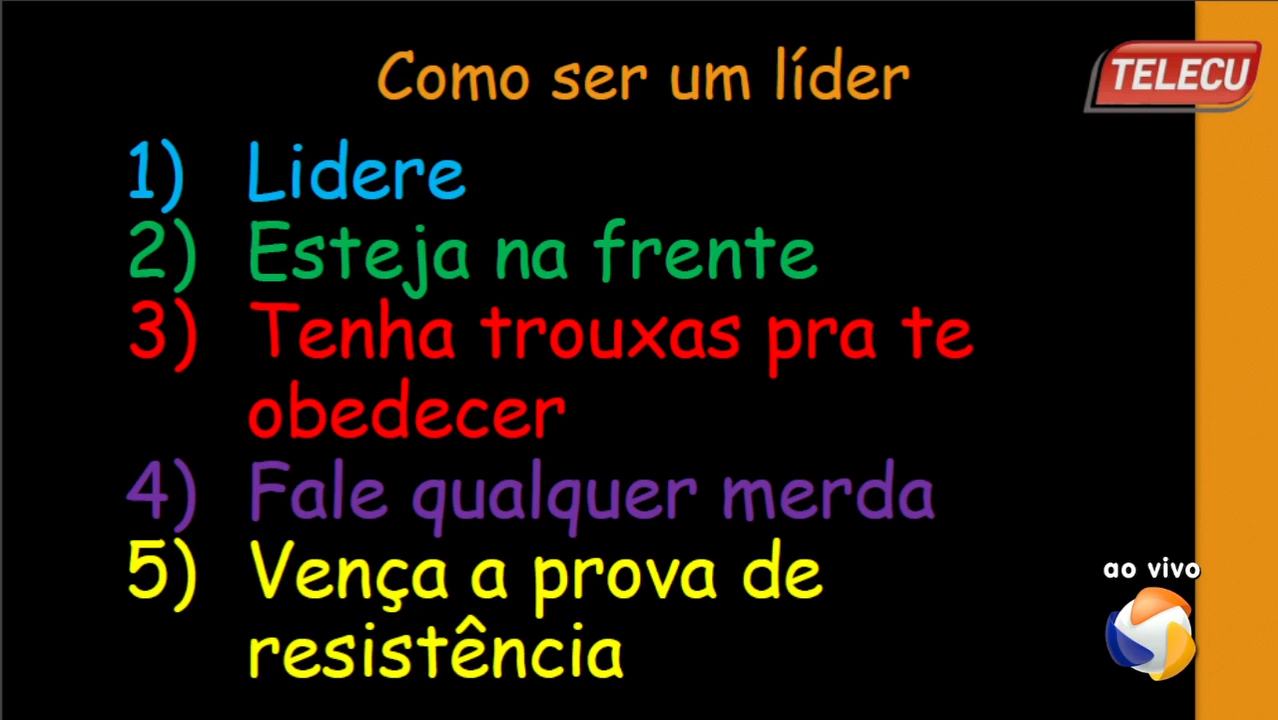 Como ser um líder
TELECU
1) Lidere
2) Esteja na frente
3) Tenha trouxas pra te
obedecer
4) Fale qualquer merda
5) Vença a prova de
resistência
ao vivo